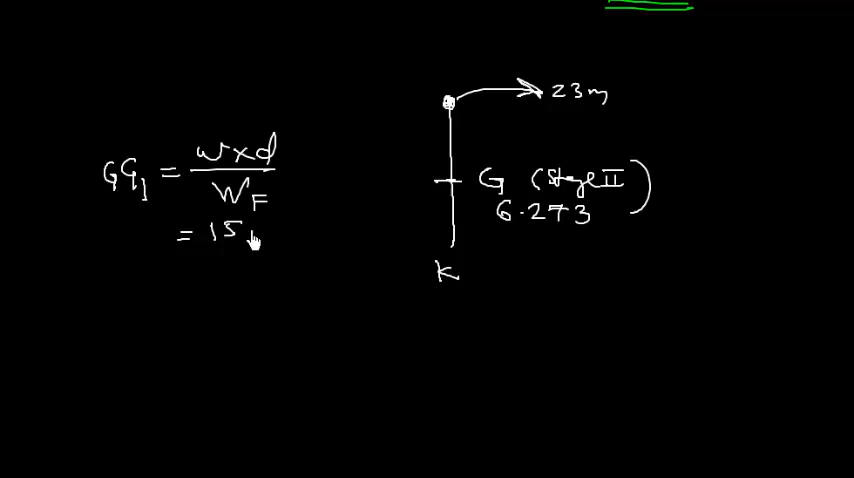 GG1 = w×d / WF
= 15
23m
G (Stage II)
6.273
K